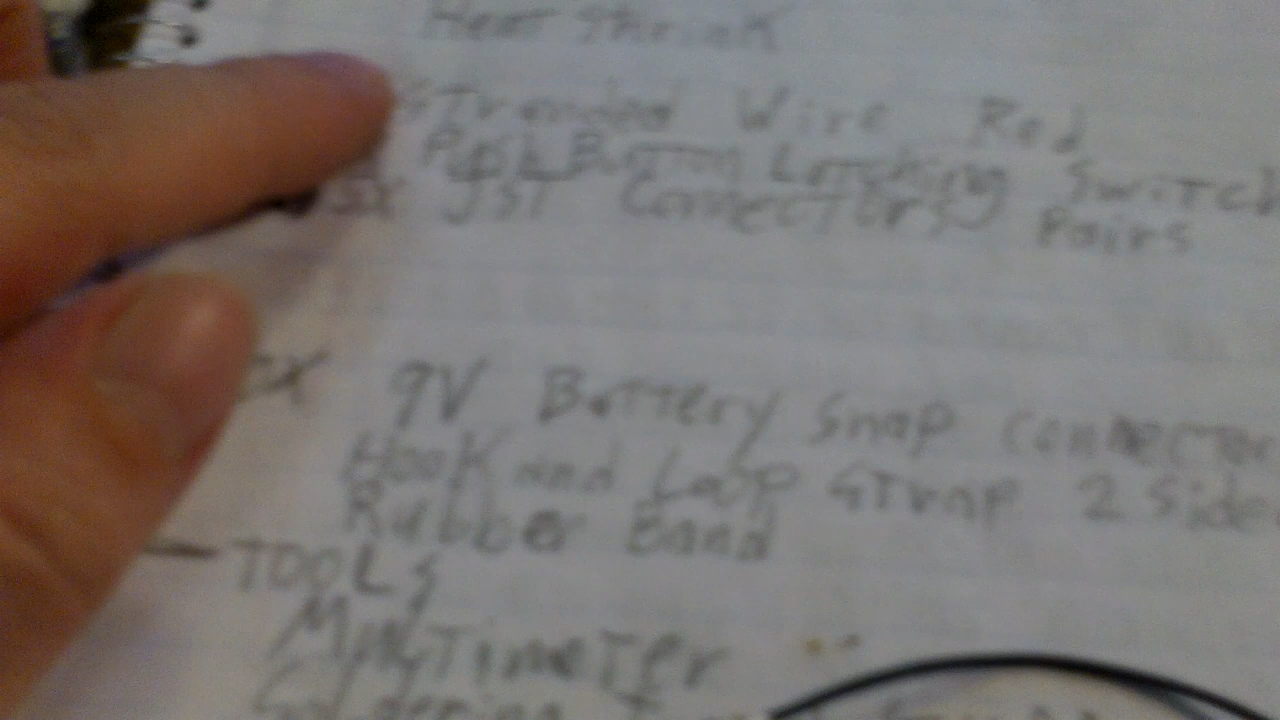 Heat Shrink
Stranded Wire Red
Push Button Latching Switch
JST Connectors Pairs
9V Battery Snap Connector
Hook and Loop Strap 2 Side
Rubber Band
- TOOLS
Multimeter
Soldering